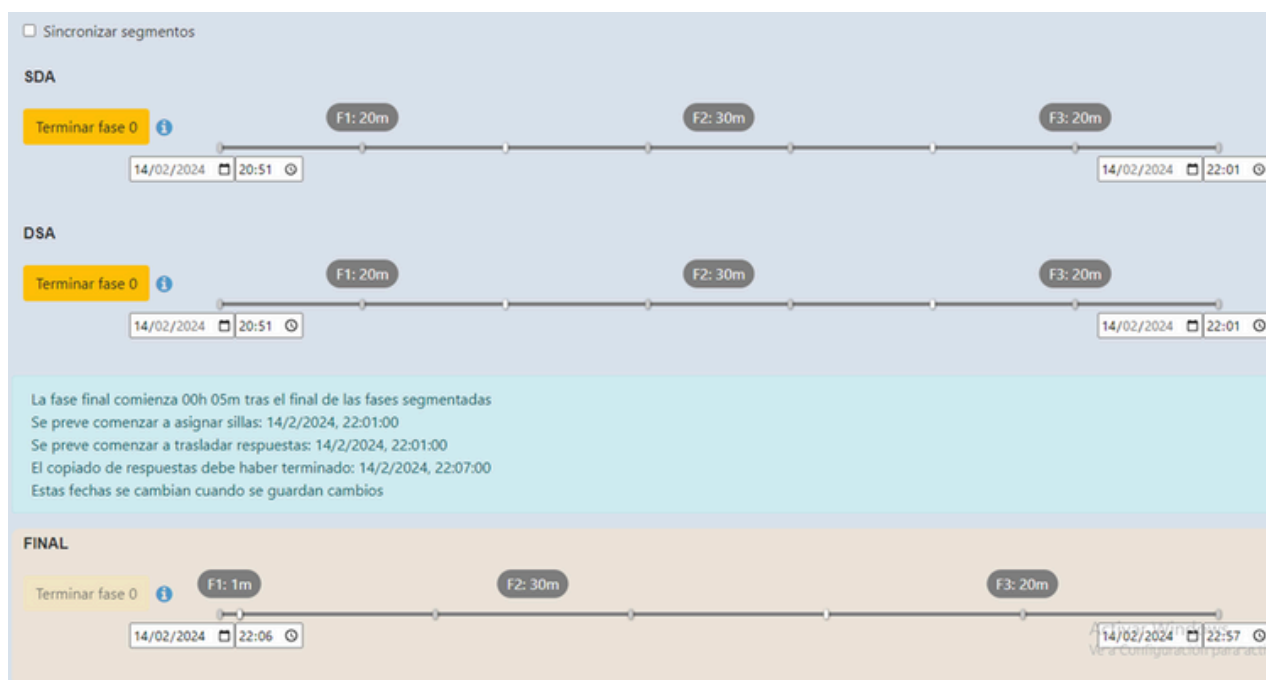 Sincronizar segmentos
SDA
F1: 20m F2: 30m F3: 20m
Terminar fase 0
14/02/2024 20:51 14/02/2024 22:01
DSA
F1: 20m F2: 30m F3: 20m
Terminar fase 0
14/02/2024 20:51 14/02/2024 22:01
La fase final comienza 00h 05m tras el final de las fases segmentadas
Se preve comenzar a asignar sillas: 14/2/2024, 22:01:00
Se preve comenzar a trasladar respuestas: 14/2/2024, 22:01:00
El copiado de respuestas debe haber terminado: 14/2/2024, 22:07:00
Estas fechas se cambian cuando se guardan cambios
FINAL
F1: 1m F2: 30m F3: 20m
Terminar fase 0
Activar Windows
14/02/2024 22:06 14/02/2024 22:57
Ve a Configuración para acti